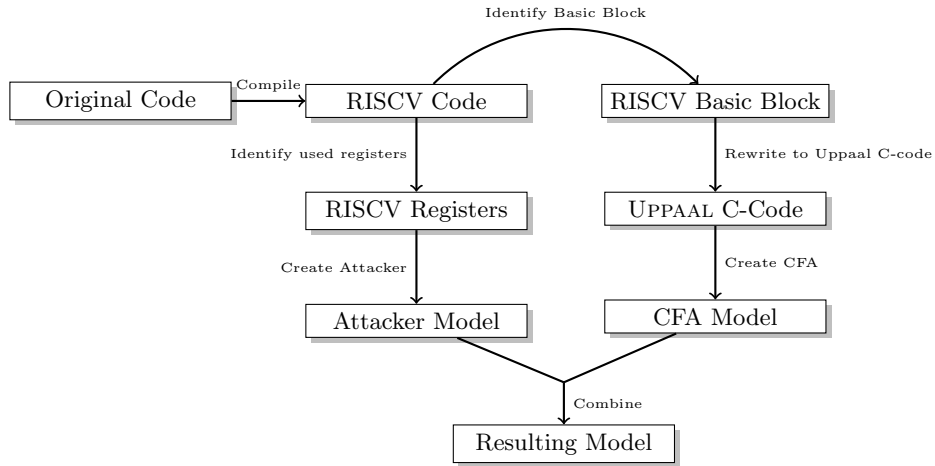 Identify Basic Block
Original Code
Compile
RISCV Code
RISCV Basic Block
Identify used registers
Rewrite to Uppaal C-code
RISCV Registers
UPPAAL C-Code
Create Attacker
Create CFA
Attacker Model
CFA Model
Combine
Resulting Model